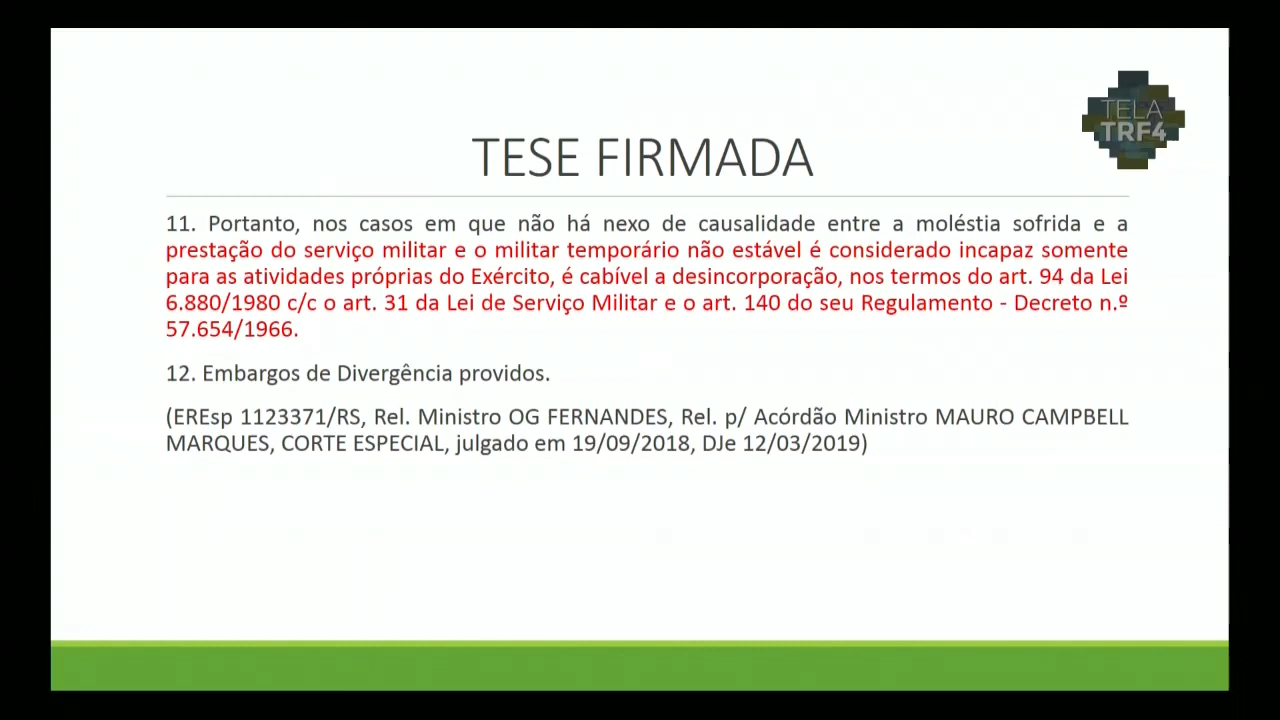 TELA
TRF4
TESE FIRMADA
11. Portanto, nos casos em que não há nexo de causalidade entre a moléstia sofrida e a
prestação do serviço militar e o militar temporário não estável é considerado incapaz somente
para as atividades próprias do Exército, é cabível a desincorporação, nos termos do art. 94 da Lei
6.880/1980 c/c o art. 31 da Lei de Serviço Militar e o art. 140 do seu Regulamento - Decreto n.º
57.654/1966.
12. Embargos de Divergência providos.
(EREsp 1123371/RS, Rel. Ministro OG FERNANDES, Rel. p/ Acórdão Ministro MAURO CAMPBELL
MARQUES, CORTE ESPECIAL, julgado em 19/09/2018, DJe 12/03/2019)